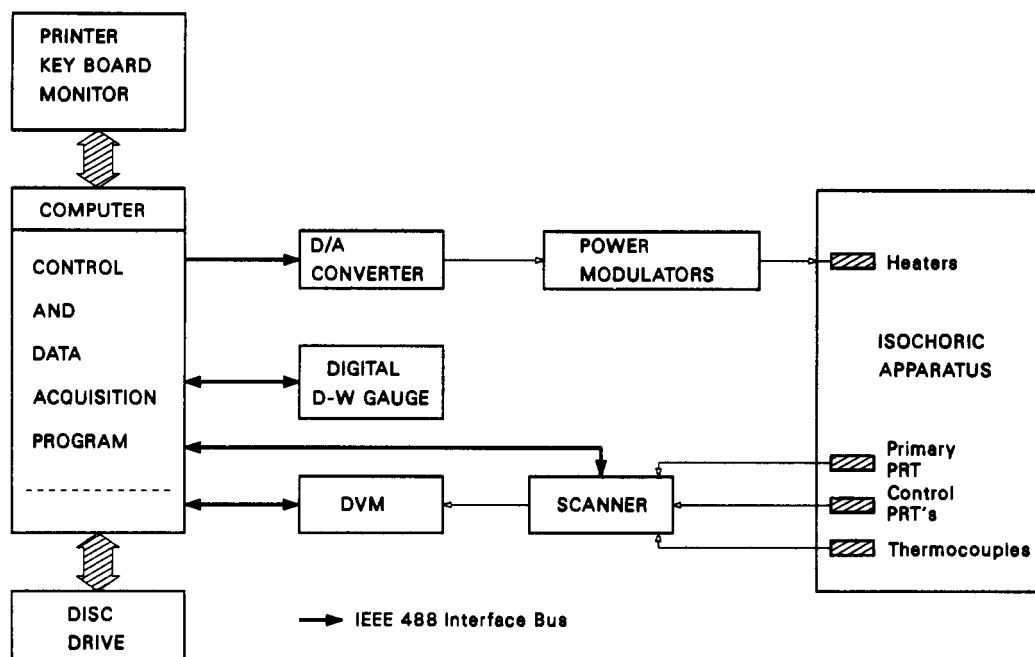 PRINTER
KEY BOARD
MONITOR
COMPUTER
CONTROL
AND
DATA
ACQUISITION
PROGRAM
DISC
DRIVE
D/A
CONVERTER
POWER
MODULATORS
DIGITAL
D-W GAUGE
DVM
SCANNER
Heaters
ISOCHORIC
APPARATUS
Primary
PRT
Control
PRT's
Thermocouples
IEEE 488 Interface Bus